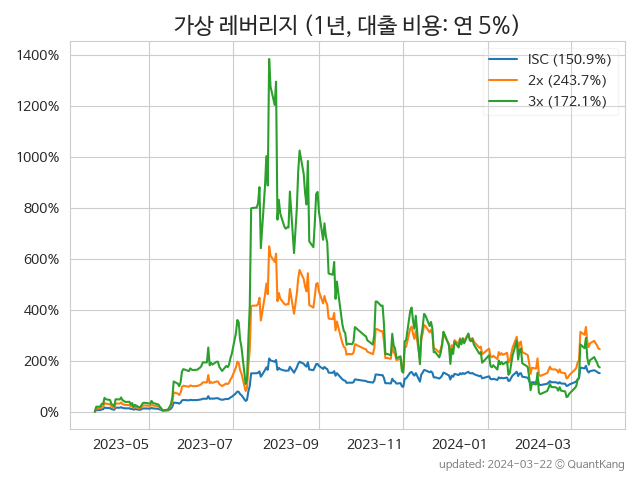 가상 레버리지 (1년, 대출 비용: 연 5%)
ISC (150.9%)
2x (243.7%)
3x (172.1%)
1400%
1200%
1000%
800%
600%
400%
200%
0%
2023-05 2023-07 2023-09 2023-11 2024-01 2024-03
updated: 2024-03-22 © QuantKang